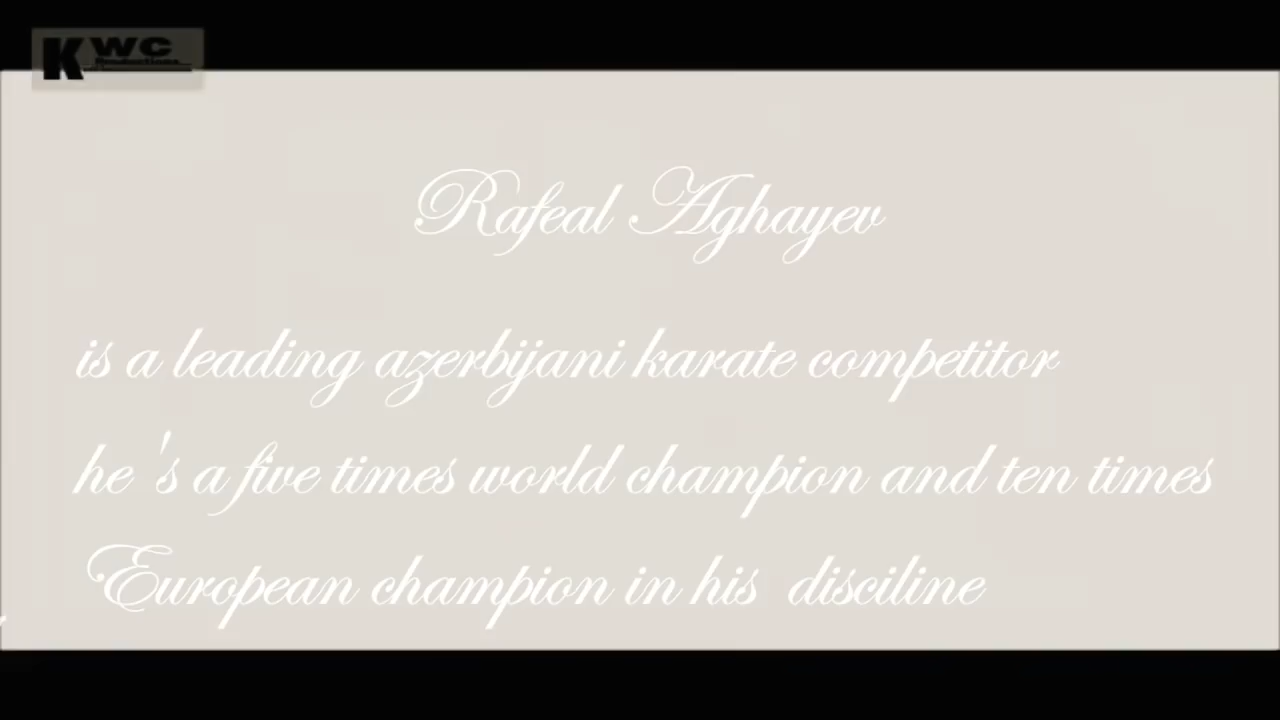 KWC
Productions
Rafeal Aghayev
is a leading azerbijani karate competitor
he 's a five times world champion and ten times
European champion in his disciline